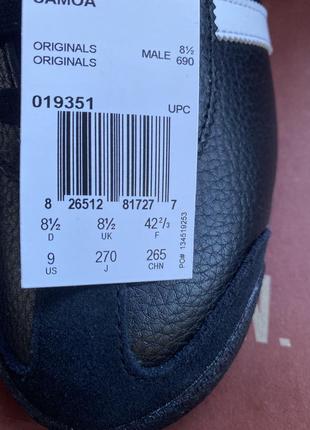 SAMOA
ORIGINALS MALE 8½
ORIGINALS 690
019351 UPC
8 26512 81727 7
8½ 8½ 42⅔
D UK F
9 270 265
US J CHN
PO# 134519253